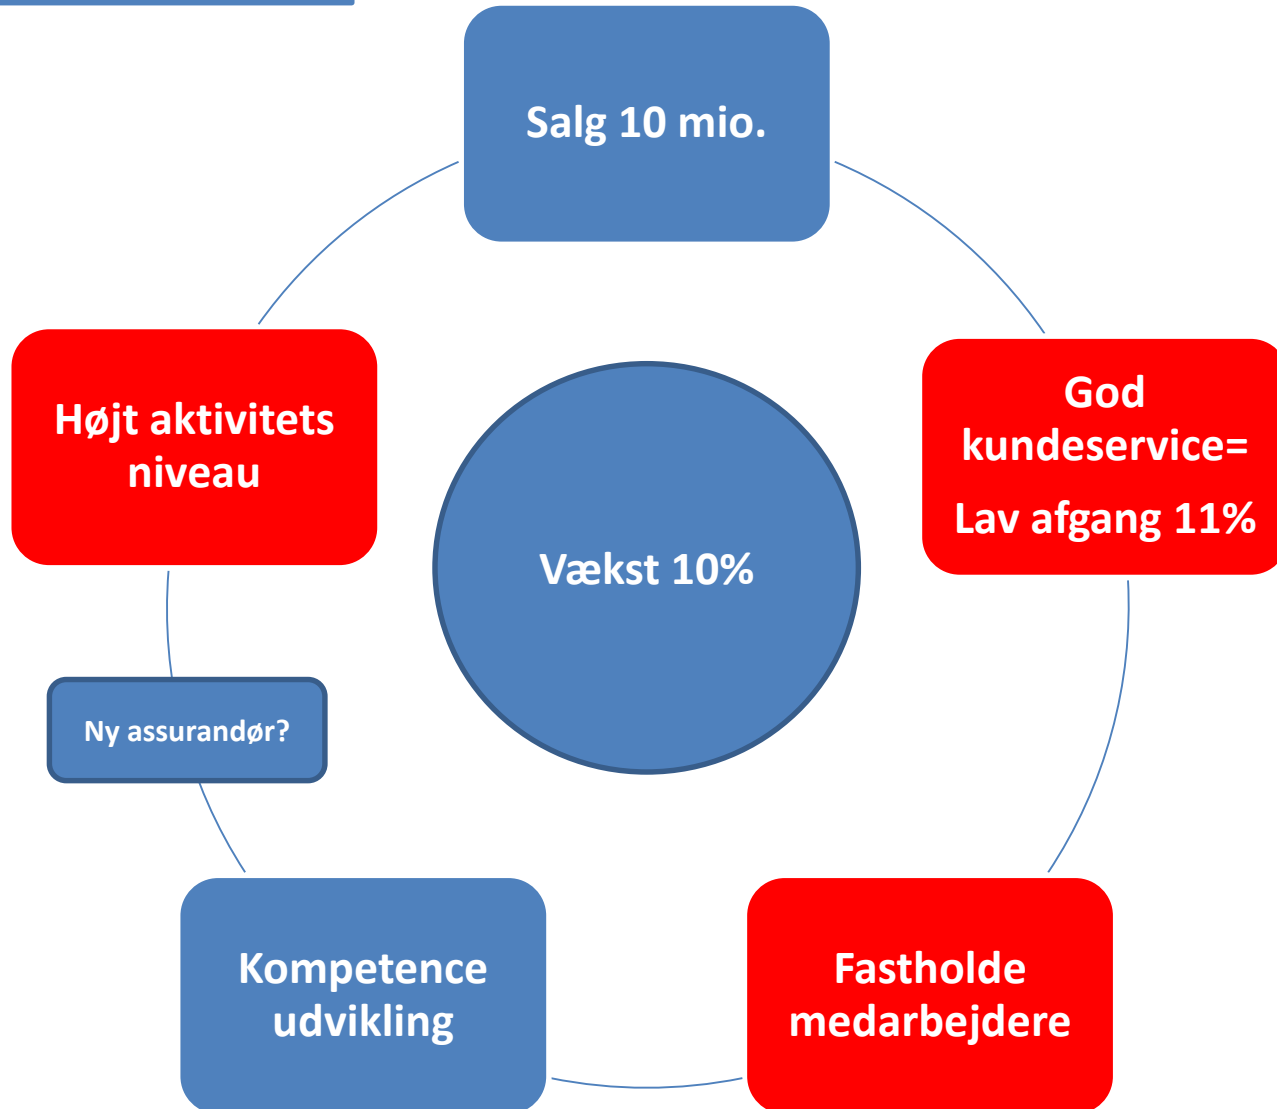 Salg 10 mio.
Højt aktivitets
niveau
God
kundeservice=
Lav afgang 11%
Vækst 10%
Ny assurandør?
Kompetence
udvikling
Fastholde
medarbejdere